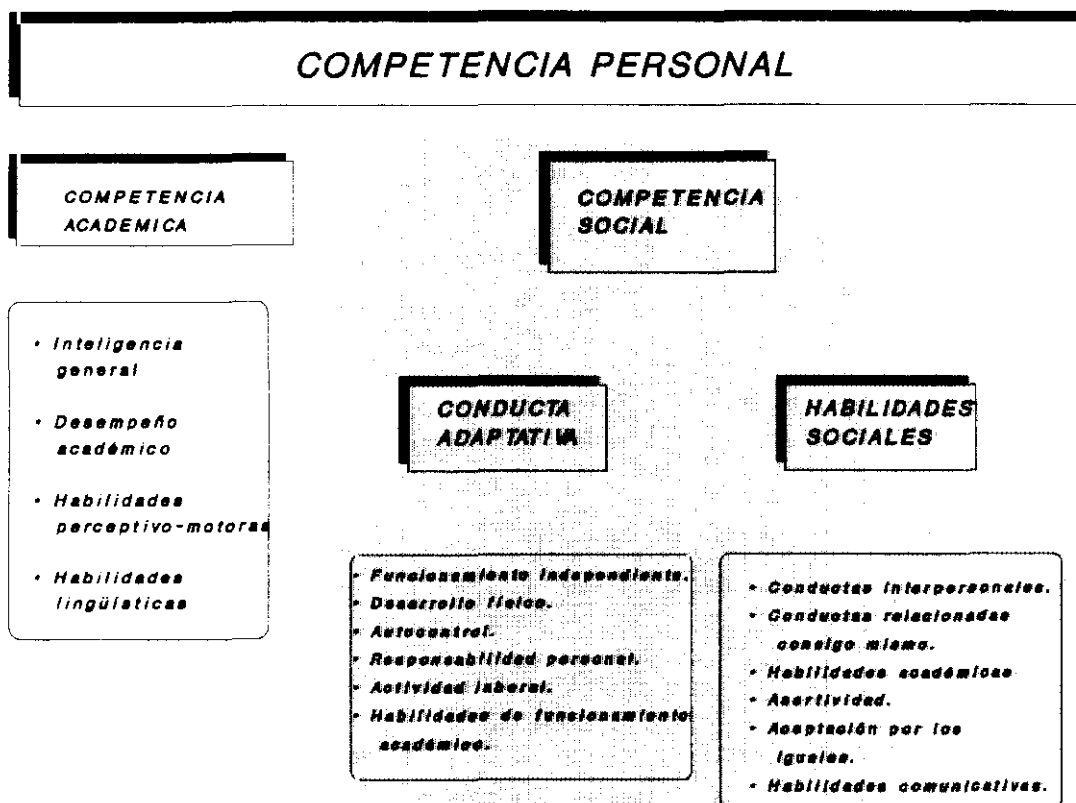 COMPETENCIA PERSONAL
COMPETENCIA
ACADEMICA
COMPETENCIA
SOCIAL
• Inteligencia
general
• Desempeño
académico
• Habilidades
perceptivo-motoras
• Habilidades
lingüísticas
CONDUCTA
ADAPTATIVA
HABILIDADES
SOCIALES
• Funcionamiento independiente.
• Desarrollo físico.
• Autocontrol.
• Responsabilidad personal.
• Actividad laboral.
• Habilidades de funcionamiento
académico.
• Conductas interpersonales.
• Conductas relacionadas
consigo mismo.
• Habilidades académicas
• Asertividad.
• Aceptación por los
iguales.
• Habilidades comunicativas.